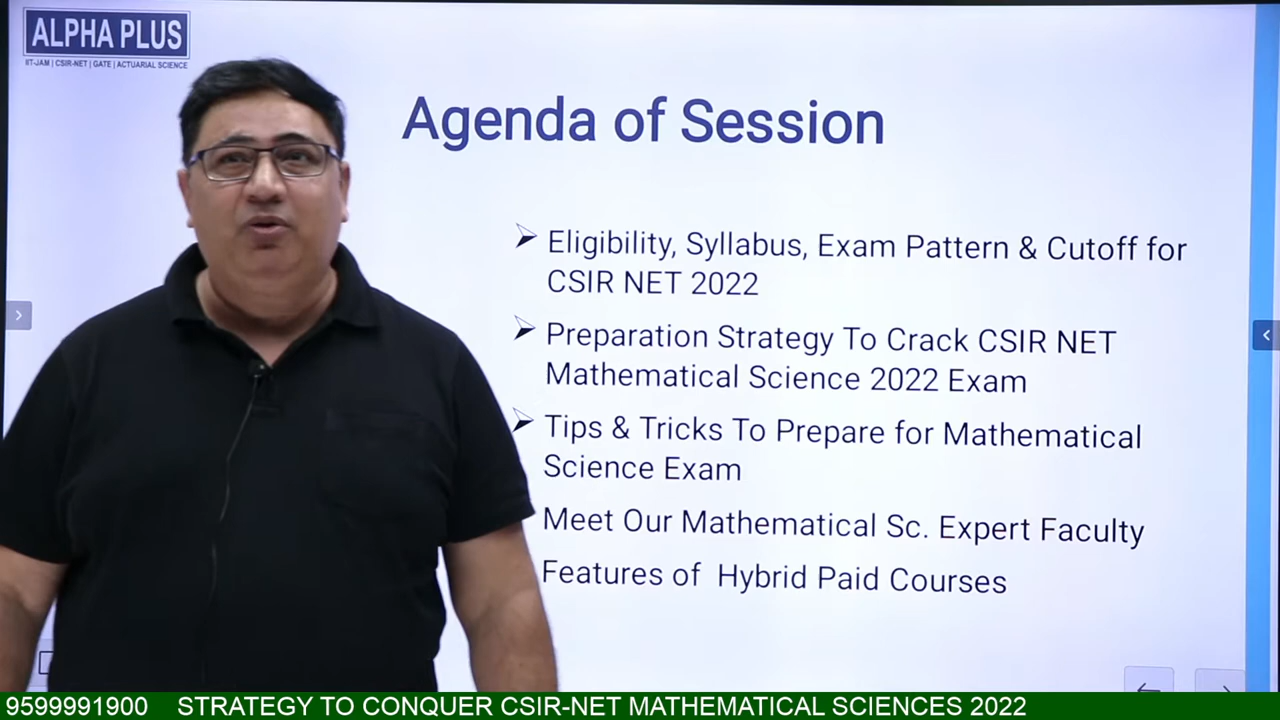 ALPHA PLUS
IIT-JAM | CSIR-NET | GATE | ACTUARIAL SCIENCE
Agenda of Session
Eligibility, Syllabus, Exam Pattern & Cutoff for
CSIR NET 2022
Preparation Strategy To Crack CSIR NET
Mathematical Science 2022 Exam
Tips & Tricks To Prepare for Mathematical
Science Exam
Meet Our Mathematical Sc. Expert Faculty
Features of Hybrid Paid Courses
9599991900 STRATEGY TO CONQUER CSIR-NET MATHEMATICAL SCIENCES 2022